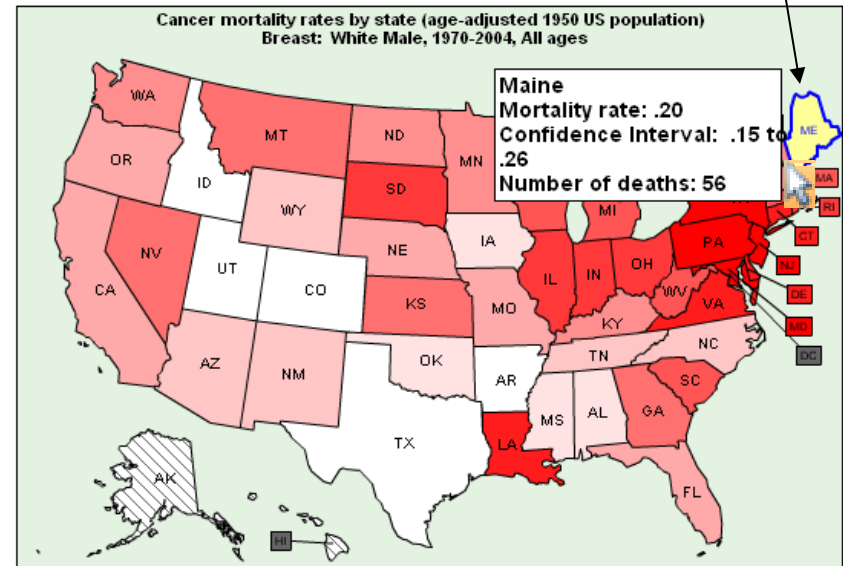 Cancer mortality rates by state (age-adjusted 1950 US population)
Breast: White Male, 1970-2004, All ages
Maine
Mortality rate: .20
Confidence Interval: .15 to
.26
Number of deaths: 56
WA
MT
ND
MN
ME
OR
ID
SD
WY
MI
MA
RI
CT
NV
UT
NE
IA
PA
NJ
CA
CO
IL
IN
OH
DE
KS
MO
WV
VA
MD
KY
DC
AZ
NM
OK
TN
NC
AR
SC
MS
AL
GA
TX
LA
AK
FL
HI